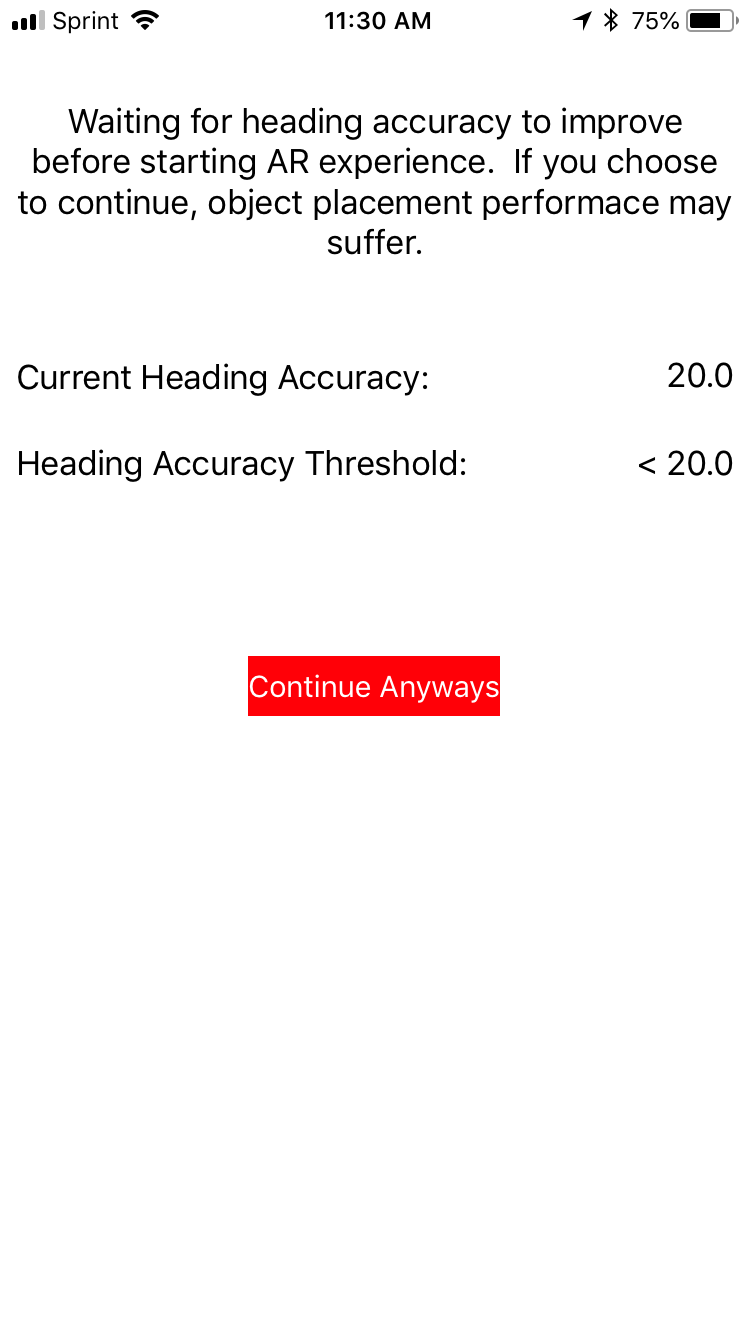 Sprint 11:30 AM 75%
Waiting for heading accuracy to improve
before starting AR experience.  If you choose
to continue, object placement performace may
suffer.
Current Heading Accuracy: 20.0
Heading Accuracy Threshold: < 20.0
Continue Anyways